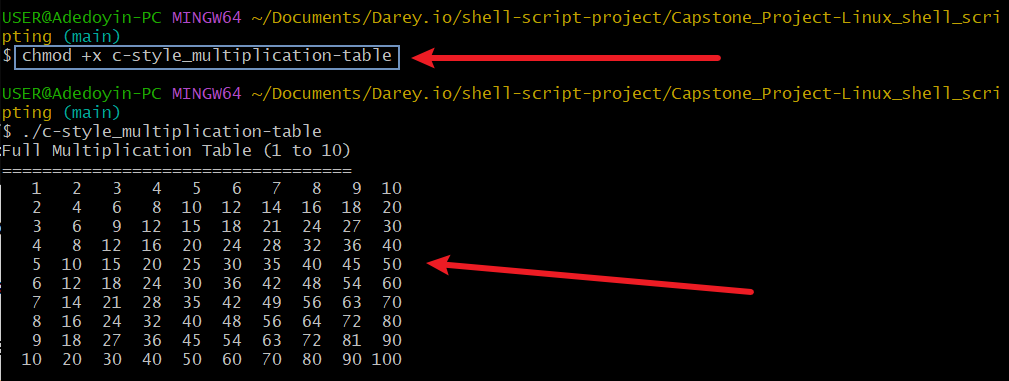 USER@Adedoyin-PC MINGW64 ~/Documents/Darey.io/shell-script-project/Capstone_Project-Linux_shell_scri
pting (main)
$ chmod +x c-style_multiplication-table
USER@Adedoyin-PC MINGW64 ~/Documents/Darey.io/shell-script-project/Capstone_Project-Linux_shell_scri
pting (main)
$ ./c-style_multiplication-table
Full Multiplication Table (1 to 10)
===================================
   1   2   3   4   5   6   7   8   9  10
   2   4   6   8  10  12  14  16  18  20
   3   6   9  12  15  18  21  24  27  30
   4   8  12  16  20  24  28  32  36  40
   5  10  15  20  25  30  35  40  45  50
   6  12  18  24  30  36  42  48  54  60
   7  14  21  28  35  42  49  56  63  70
   8  16  24  32  40  48  56  64  72  80
   9  18  27  36  45  54  63  72  81  90
  10  20  30  40  50  60  70  80  90 100